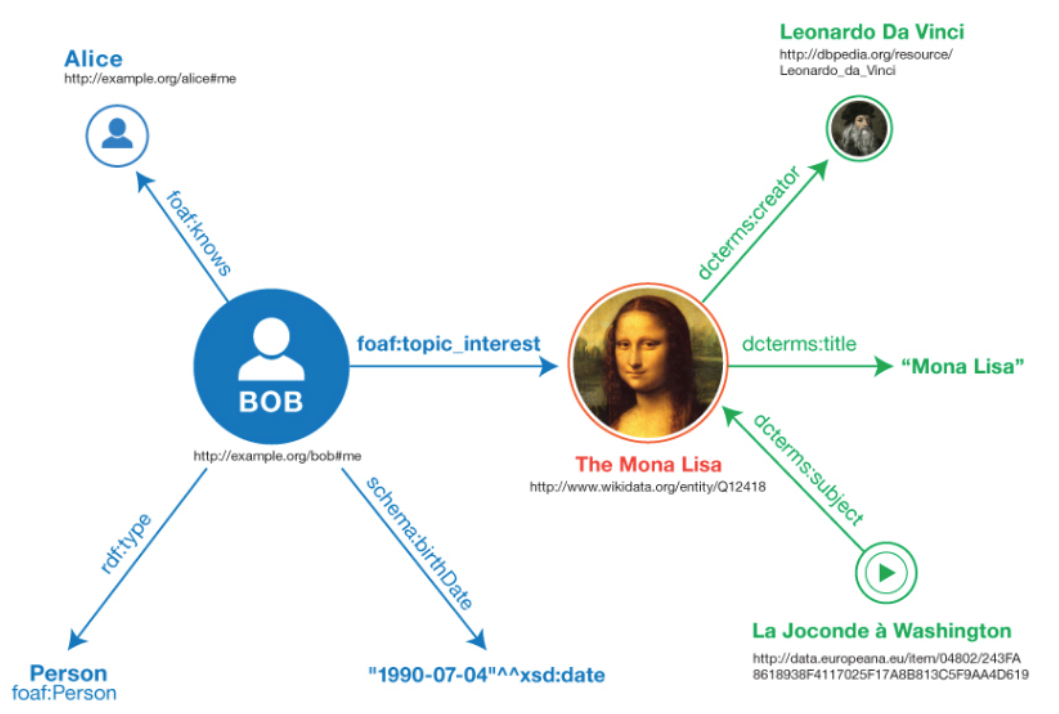 Alice
http://example.org/alice#me
Leonardo Da Vinci
http://dbpedia.org/resource/
Leonardo_da_Vinci
foaf:knows
dcterms:creator
BOB
http://example.org/bob#me
foaf:topic_interest
The Mona Lisa
http://www.wikidata.org/entity/Q12418
dcterms:title
“Mona Lisa”
dcterms:subject
rdf:type
schema:birthDate
Person
foaf:Person
"1990-07-04"^^xsd:date
La Joconde à Washington
http://data.europeana.eu/item/04802/243FA
8618938F4117025F17A8B813C5F9AA4D619